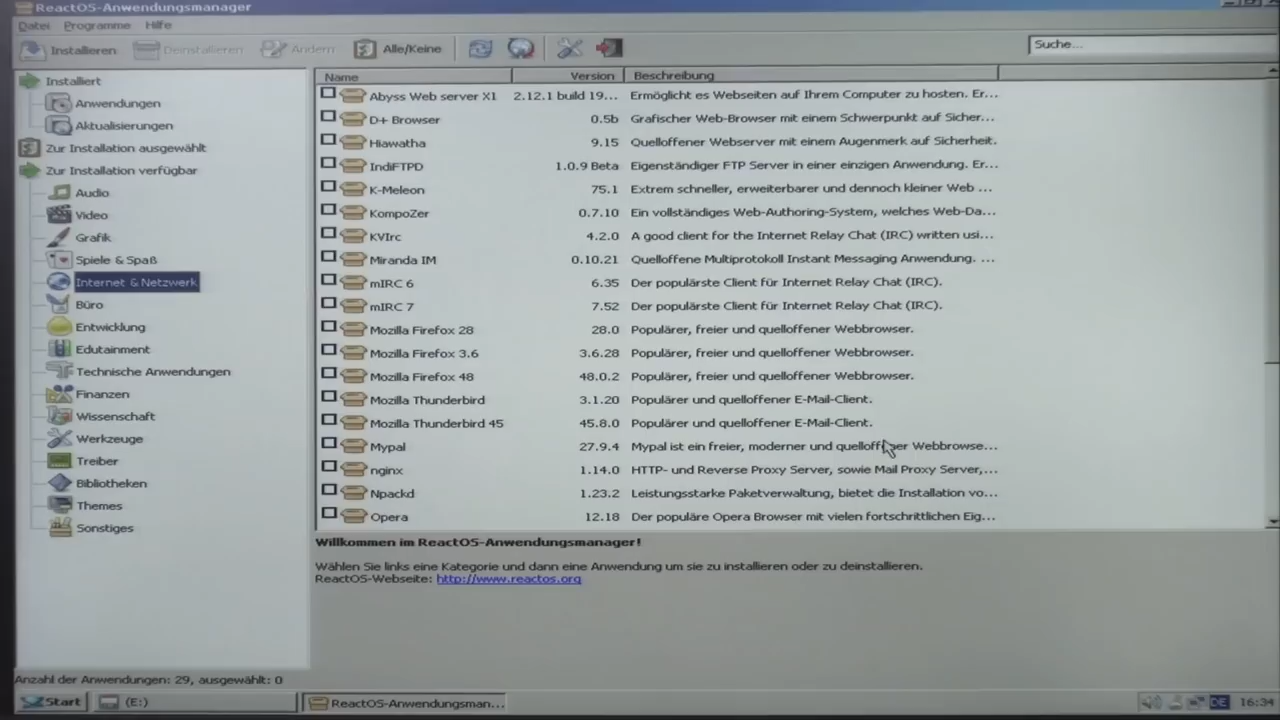 ReactOS-Anwendungsmanager
Datei Programme Hilfe
Installieren Deinstallieren Ändern Alle/Keine Suche...
Installiert
Anwendungen
Aktualisierungen
Zur Installation ausgewählt
Zur Installation verfügbar
Audio
Video
Grafik
Spiele & Spaß
Internet & Netzwerk
Büro
Entwicklung
Edutainment
Technische Anwendungen
Finanzen
Wissenschaft
Werkzeuge
Treiber
Bibliotheken
Themes
Sonstiges
Name Version Beschreibung
Abyss Web server X1 2.12.1 build 19... Ermöglicht es Webseiten auf Ihrem Computer zu hosten. Er...
D+ Browser 0.5b Grafischer Web-Browser mit einem Schwerpunkt auf Sicher...
Hiawatha 9.15 Quelloffener Webserver mit einem Augenmerk auf Sicherheit.
IndiFTPD 1.0.9 Beta Eigenständiger FTP Server in einer einzigen Anwendung. Er...
K-Meleon 75.1 Extrem schneller, erweiterbarer und dennoch kleiner Web ...
KompoZer 0.7.10 Ein vollständiges Web-Authoring-System, welches Web-Da...
KVIrc 4.2.0 A good client for the Internet Relay Chat (IRC) written usi...
Miranda IM 0.10.21 Quelloffene Multiprotokoll Instant Messaging Anwendung. ...
mIRC 6 6.35 Der populärste Client für Internet Relay Chat (IRC).
mIRC 7 7.52 Der populärste Client für Internet Relay Chat (IRC).
Mozilla Firefox 28 28.0 Populärer, freier und quelloffener Webbrowser.
Mozilla Firefox 3.6 3.6.28 Populärer, freier und quelloffener Webbrowser.
Mozilla Firefox 48 48.0.2 Populärer, freier und quelloffener Webbrowser.
Mozilla Thunderbird 3.1.20 Populärer und quelloffener E-Mail-Client.
Mozilla Thunderbird 45 45.8.0 Populärer und quelloffener E-Mail-Client.
Mypal 27.9.4 Mypal ist ein freier, moderner und quelloffener Webbrowse...
nginx 1.14.0 HTTP- und Reverse Proxy Server, sowie Mail Proxy Server,...
Npackd 1.23.2 Leistungsstarke Paketverwaltung, bietet die Installation vo...
Opera 12.18 Der populäre Opera Browser mit vielen fortschrittlichen Eig...
Willkommen im ReactOS-Anwendungsmanager!
Wählen Sie links eine Kategorie und dann eine Anwendung um sie zu installieren oder zu deinstallieren.
ReactOS-Webseite: http://www.reactos.org
Anzahl der Anwendungen: 29, ausgewählt: 0
Start (E:) ReactOS-Anwendungsman... DE 16:34